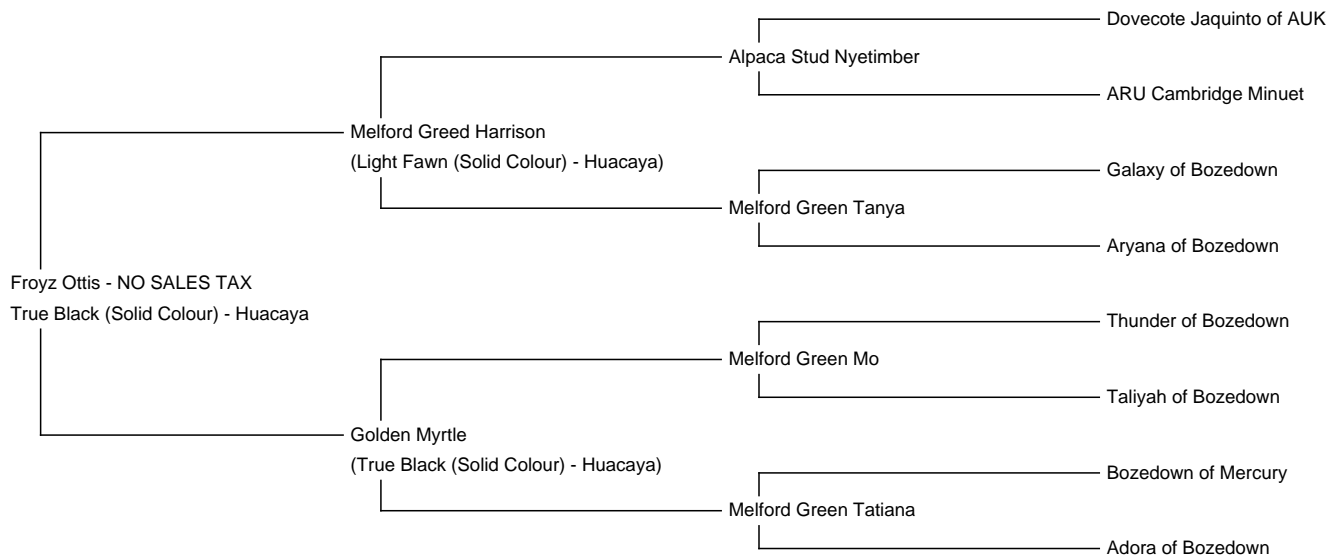 Dovecote Jaquinto of AUK
Alpaca Stud Nyetimber
ARU Cambridge Minuet
Melford Greed Harrison
(Light Fawn (Solid Colour) - Huacaya)
Galaxy of Bozedown
Melford Green Tanya
Aryana of Bozedown
Froyz Ottis - NO SALES TAX
True Black (Solid Colour) - Huacaya
Thunder of Bozedown
Melford Green Mo
Taliyah of Bozedown
Golden Myrtle
(True Black (Solid Colour) - Huacaya)
Bozedown of Mercury
Melford Green Tatiana
Adora of Bozedown